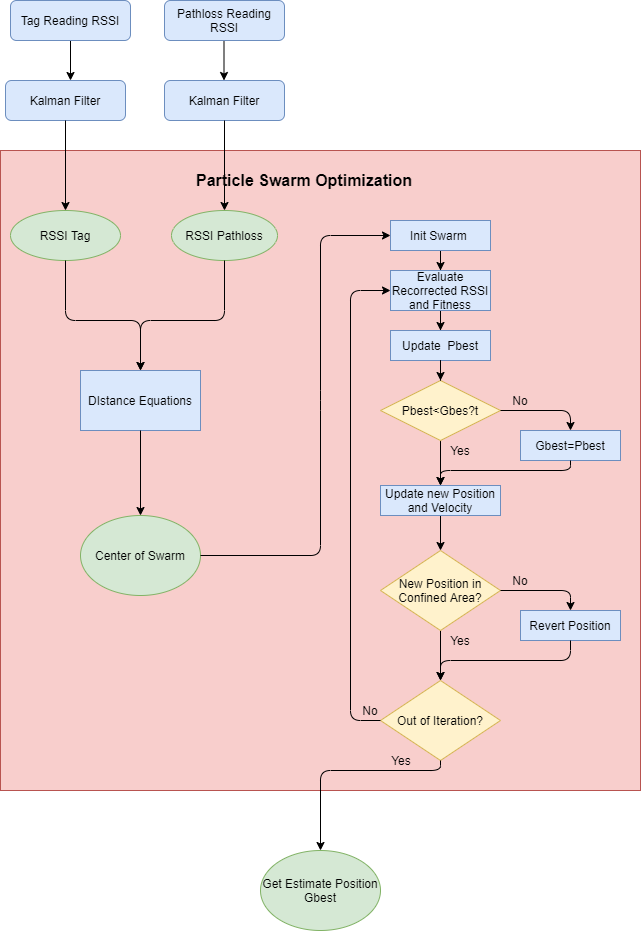 Tag Reading RSSI
Pathloss Reading
RSSI
Kalman Filter
Kalman Filter
Particle Swarm Optimization
RSSI Tag
RSSI Pathloss
DIstance Equations
Center of Swarm
Init Swarm
Evaluate
Recorrected RSSI
and Fitness
Update  Pbest
Pbest<Gbes?t
No
Yes
Gbest=Pbest
Update new Position
and Velocity
New Position in
Confined Area?
No
Yes
Revert Position
Out of Iteration?
No
Yes
Get Estimate Position
Gbest